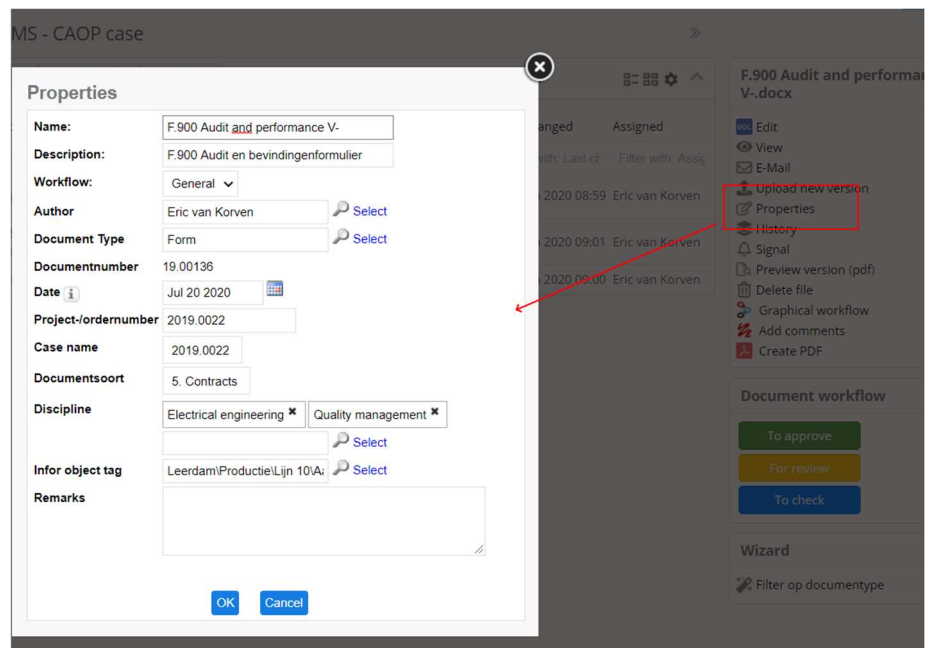 MS - CAOP case
Properties
Name: F.900 Audit and performance V-
Description: F.900 Audit en bevindingenformulier
Workflow: General
Author Eric van Korven Select
Document Type Form Select
Documentnumber 19.00136
Date i Jul 20 2020
Project-/ordernumber 2019.0022
Case name 2019.0022
Documentsoort 5. Contracts
Discipline Electrical engineering Quality management
Select
Infor object tag Leerdam\Productie\Lijn 10\A Select
Remarks
OK Cancel
anged Assigned
with: Last ch Filter with: Assig
2020 08:59 Eric van Korven
2020 09:01 Eric van Korven
2020 09:00 Eric van Korven
F.900 Audit and performa
V-.docx
Edit
View
E-Mail
Upload new version
Properties
History
Signal
Preview version (pdf)
Delete file
Graphical workflow
Add comments
Create PDF
Document workflow
To approve
For review
To check
Wizard
Filter op documentype